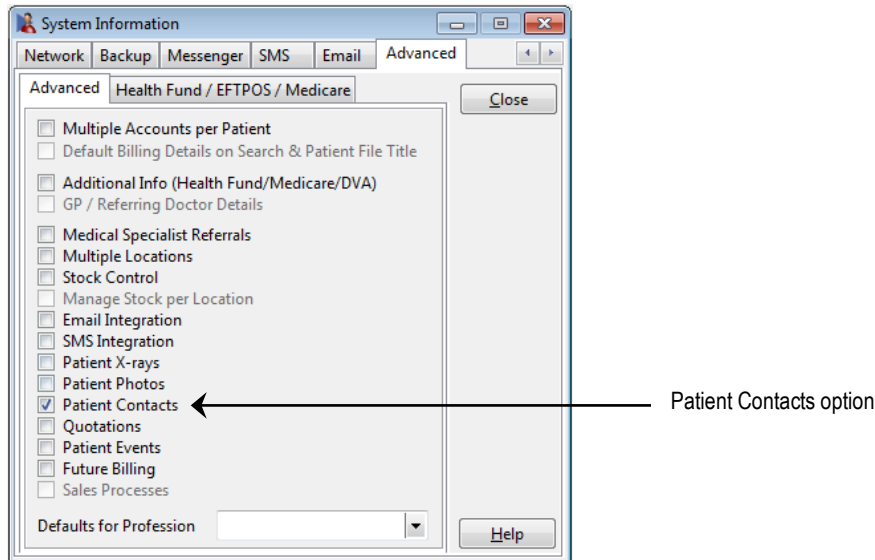 System Information
Network Backup Messenger SMS Email Advanced
Advanced Health Fund / EFTPOS / Medicare
Close
Multiple Accounts per Patient
Default Billing Details on Search & Patient File Title
Additional Info (Health Fund/Medicare/DVA)
GP / Referring Doctor Details
Medical Specialist Referrals
Multiple Locations
Stock Control
Manage Stock per Location
Email Integration
SMS Integration
Patient X-rays
Patient Photos
Patient Contacts
Patient Contacts option
Quotations
Patient Events
Future Billing
Sales Processes
Defaults for Profession
Help